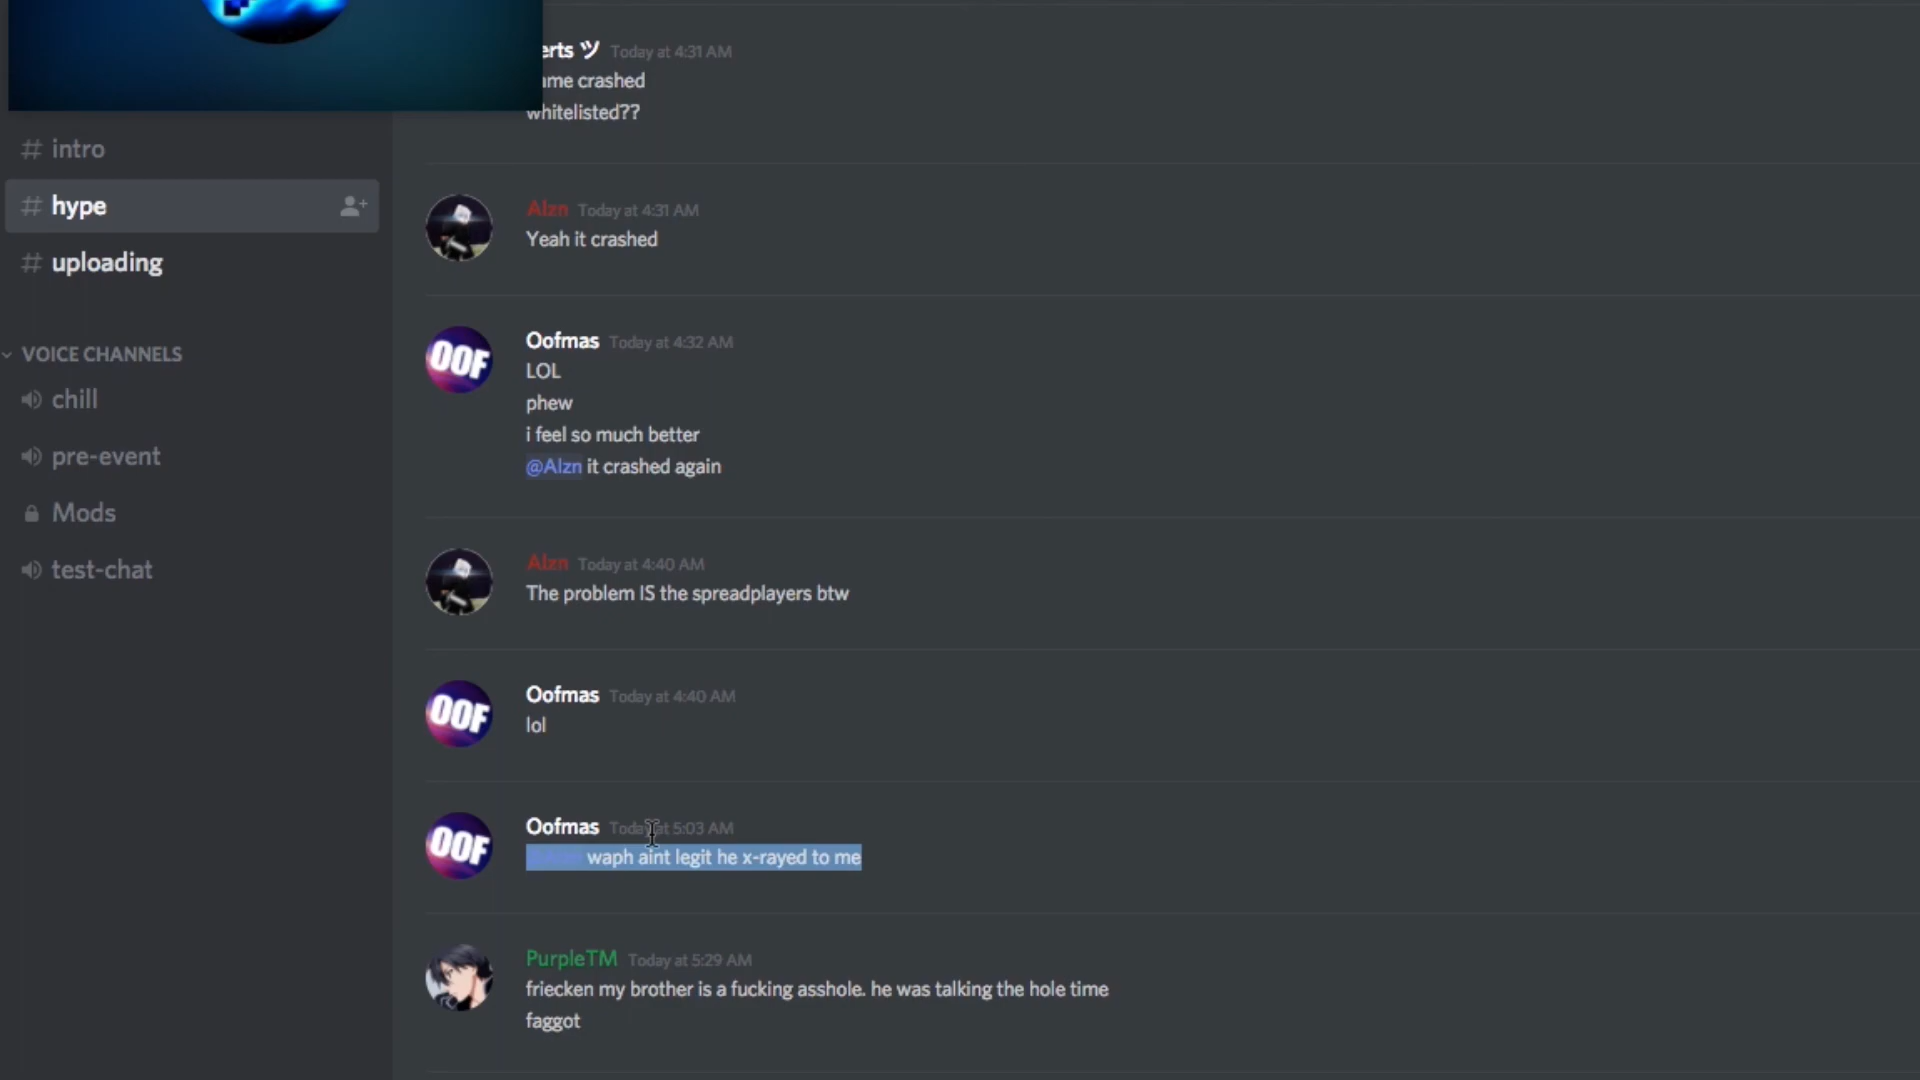 erts ツ Today at 4:31 AM
ame crashed
whitelisted??
# intro
# hype
# uploading
VOICE CHANNELS
chill
pre-event
Mods
test-chat
Alzn Today at 4:31 AM
Yeah it crashed
OOF
Oofmas Today at 4:32 AM
LOL
phew
i feel so much better
@Alzn it crashed again
Alzn Today at 4:40 AM
The problem IS the spreadplayers btw
OOF
Oofmas Today at 4:40 AM
lol
OOF
Oofmas Today at 5:03 AM
waph aint legit he x-rayed to me
PurpleTM Today at 5:29 AM
friecken my brother is a fucking asshole. he was talking the hole time
faggot